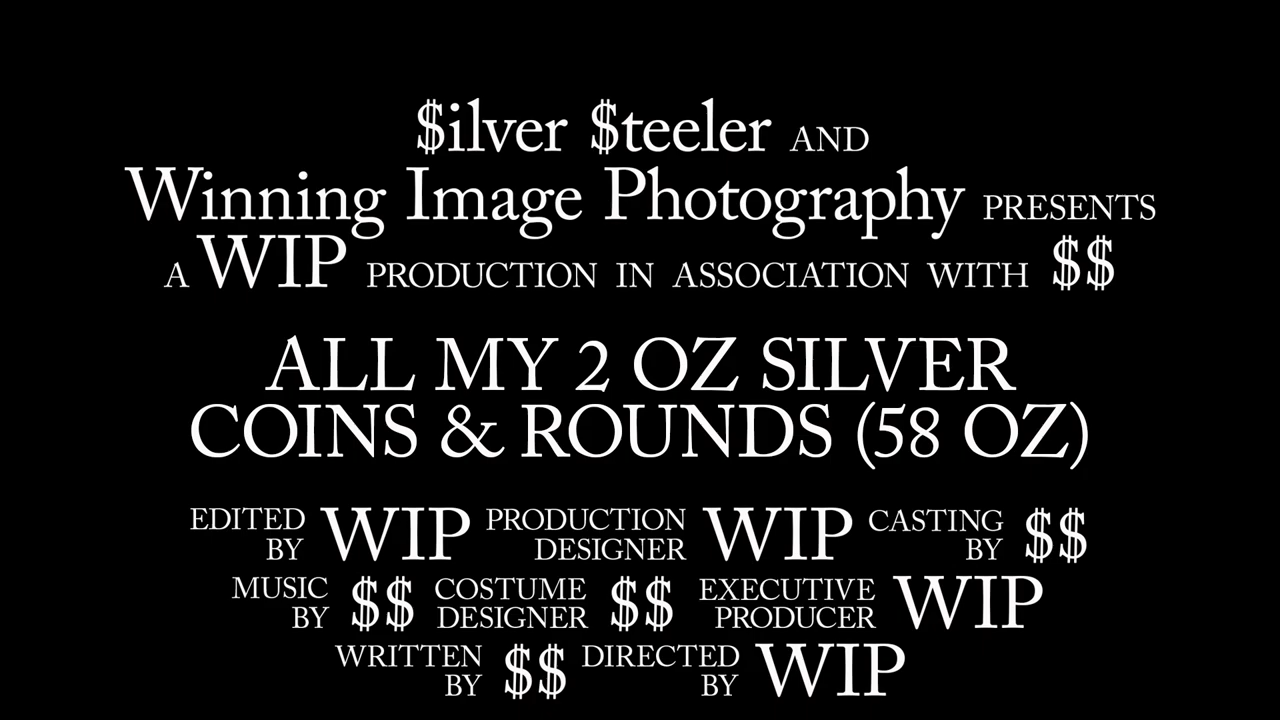 $ilver $teeler AND
Winning Image Photography PRESENTS
A WIP PRODUCTION IN ASSOCIATION WITH $$
ALL MY 2 OZ SILVER
COINS & ROUNDS (58 OZ)
EDITED BY WIP PRODUCTION DESIGNER WIP CASTING BY $$
MUSIC BY $$ COSTUME DESIGNER $$ EXECUTIVE PRODUCER WIP
WRITTEN BY $$ DIRECTED BY WIP